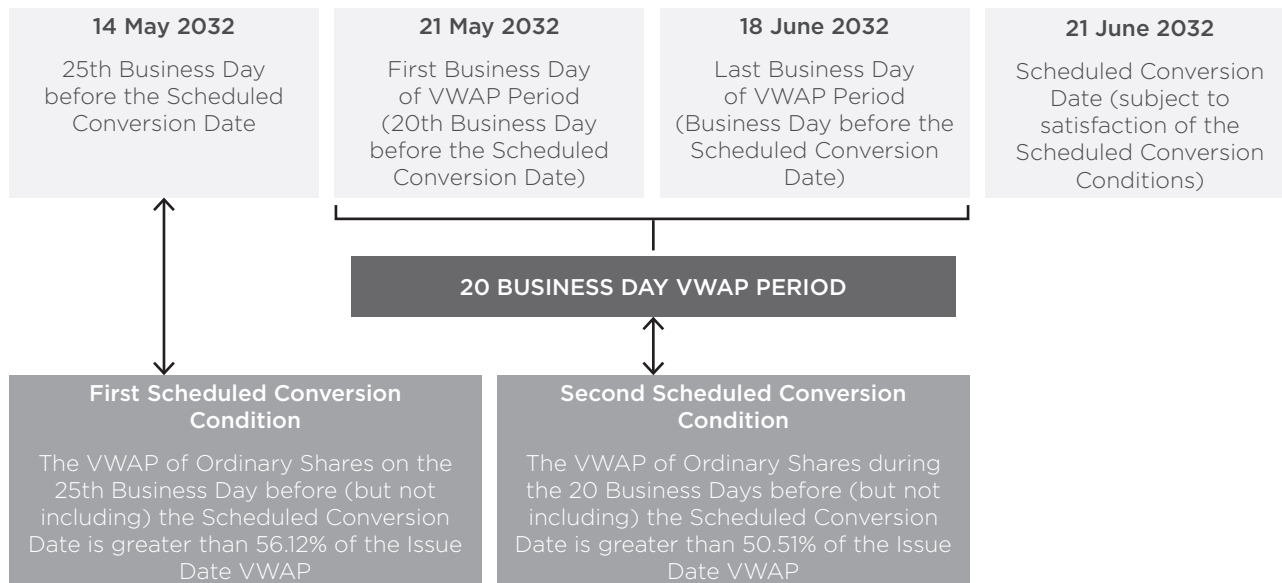 14 May 2032
25th Business Day
before the Scheduled
Conversion Date
21 May 2032
First Business Day
of VWAP Period
(20th Business Day
before the Scheduled
Conversion Date)
18 June 2032
Last Business Day
of VWAP Period
(Business Day before the
Scheduled Conversion
Date)
21 June 2032
Scheduled Conversion
Date (subject to
satisfaction of the
Scheduled Conversion
Conditions)
20 BUSINESS DAY VWAP PERIOD
First Scheduled Conversion
Condition
The VWAP of Ordinary Shares on the
25th Business Day before (but not
including) the Scheduled Conversion
Date is greater than 56.12% of the Issue
Date VWAP
Second Scheduled Conversion
Condition
The VWAP of Ordinary Shares during
the 20 Business Days before (but not
including) the Scheduled Conversion
Date is greater than 50.51% of the Issue
Date VWAP